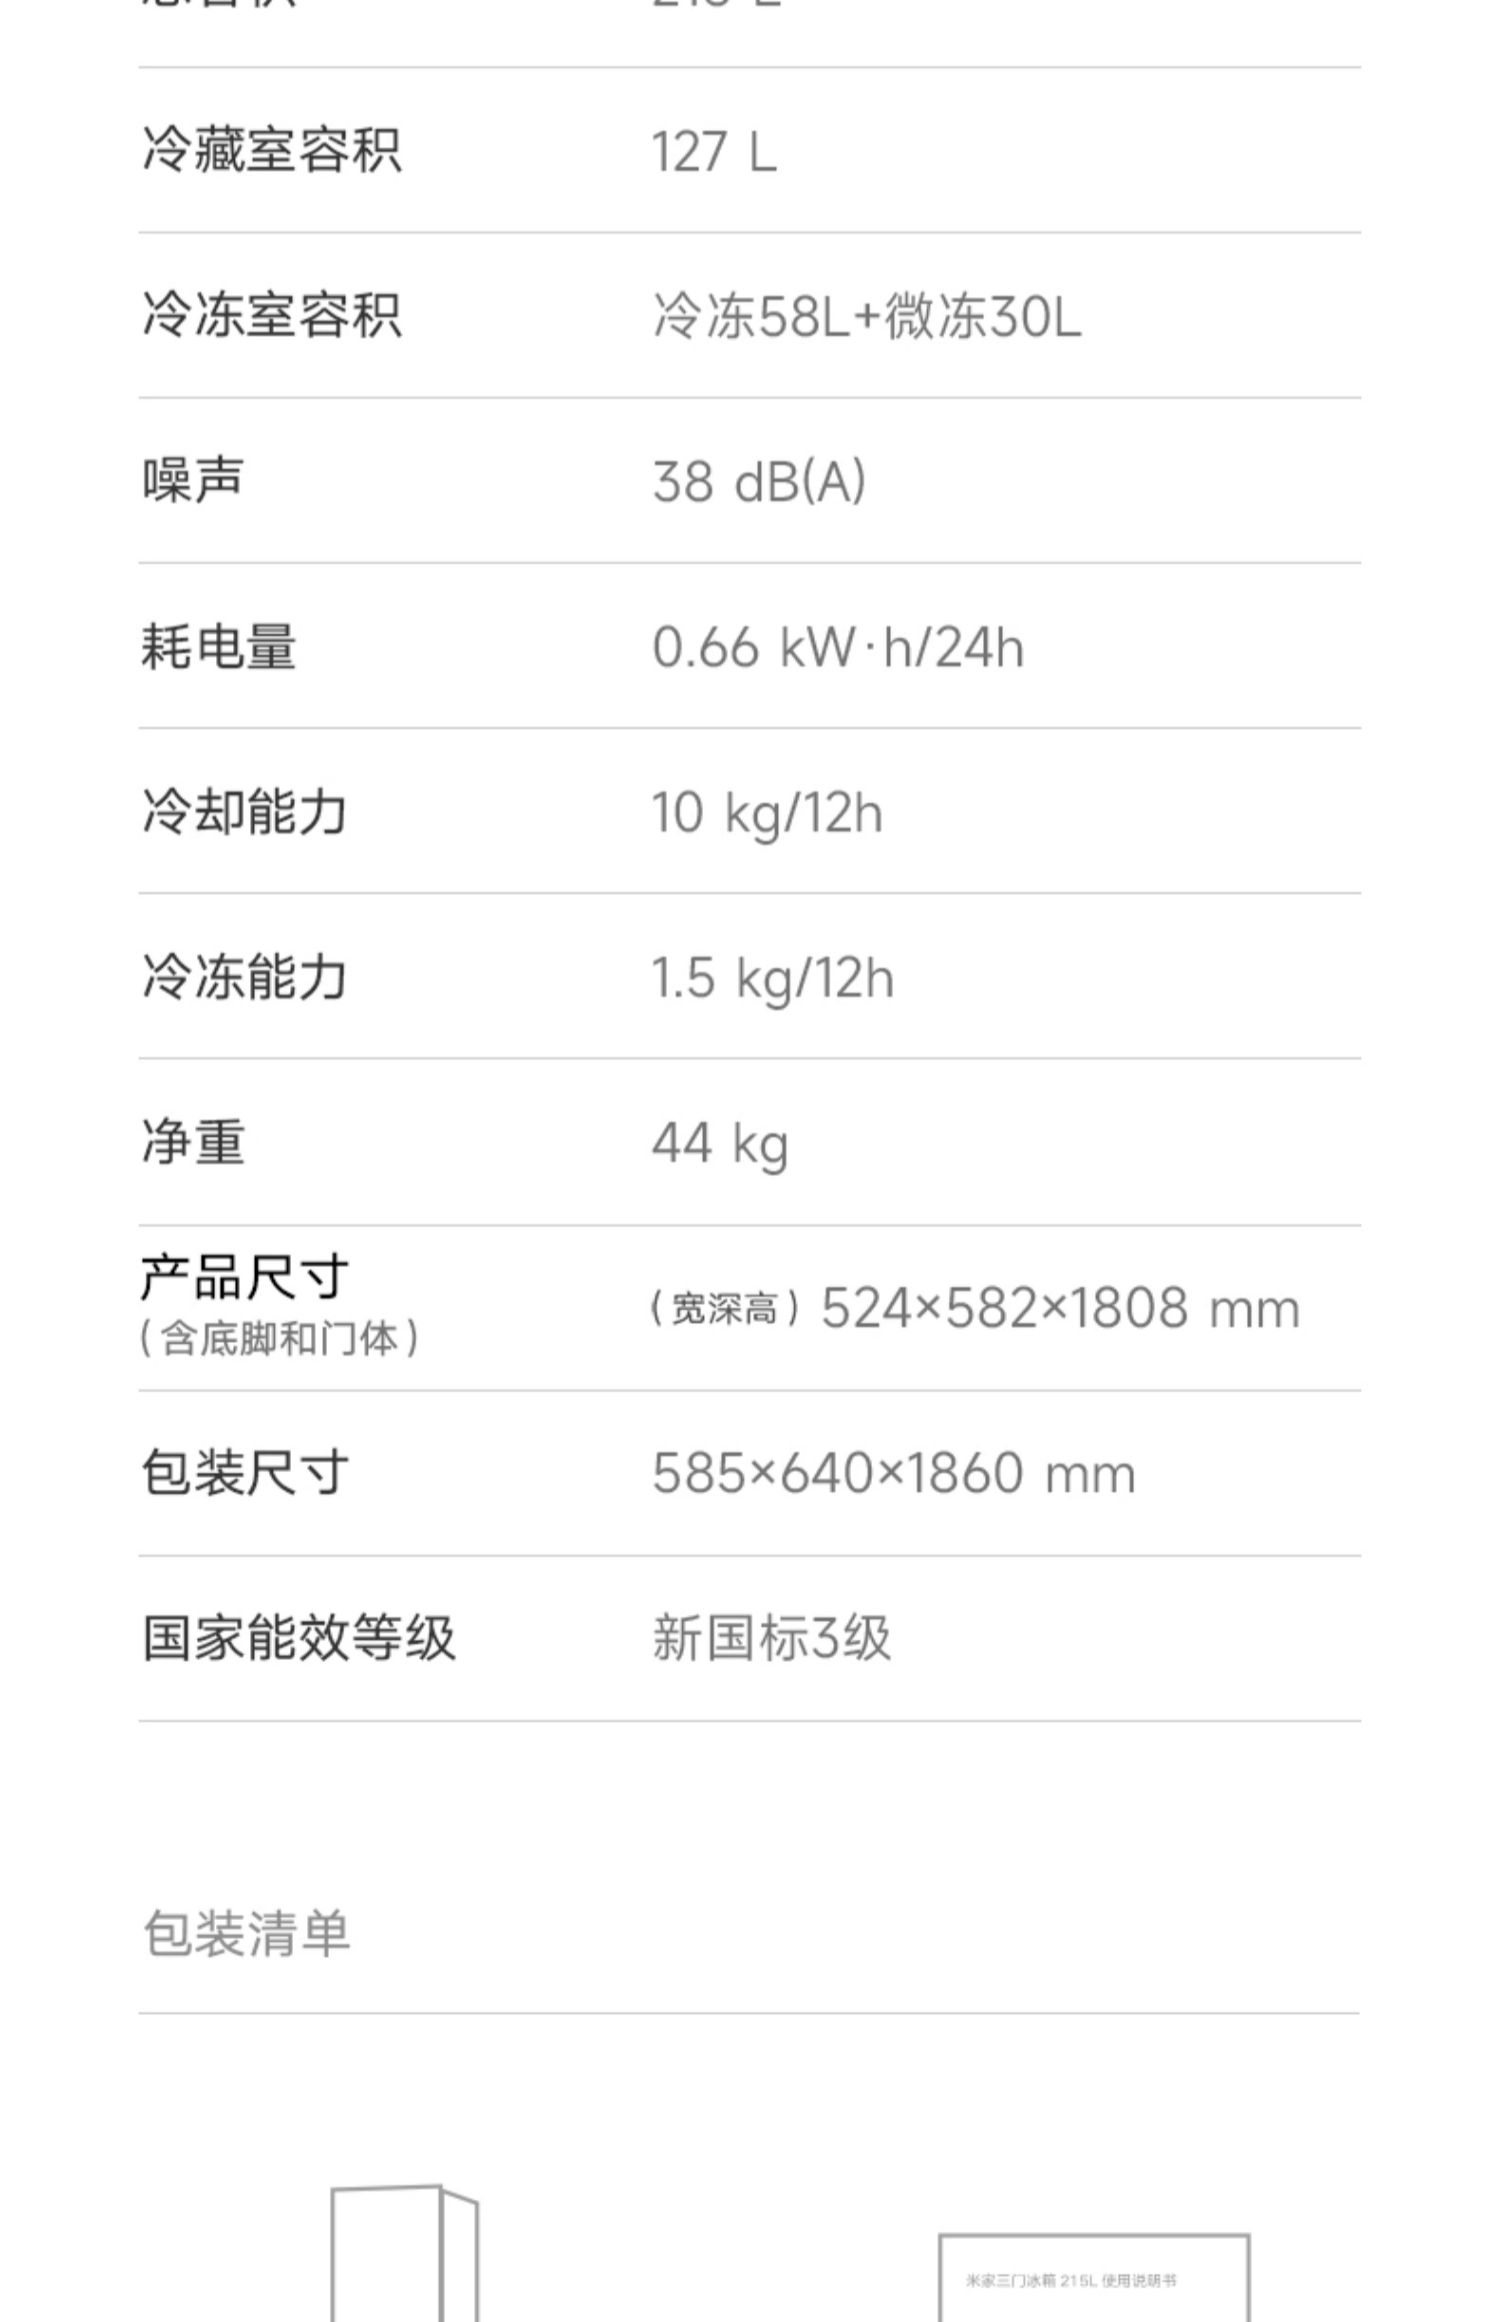 冷藏室容积 127 L
冷冻室容积 冷冻58L+微冻30L
噪声 38 dB(A)
耗电量 0.66 kW·h/24h
冷却能力 10 kg/12h
冷冻能力 1.5 kg/12h
净重 44 kg
产品尺寸
(含底脚和门体) (宽深高) 524×582×1808 mm
包装尺寸 585×640×1860 mm
国家能效等级 新国标3级
包装清单
米家三门冰箱 215L 使用说明书